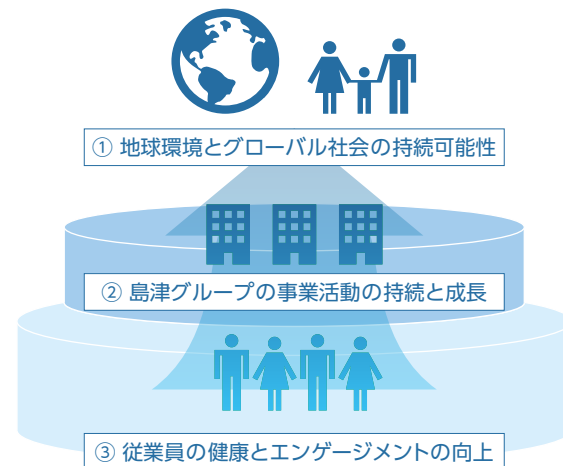 ① 地球環境とグローバル社会の持続可能性
② 島津グループの事業活動の持続と成長
③ 従業員の健康とエンゲージメントの向上